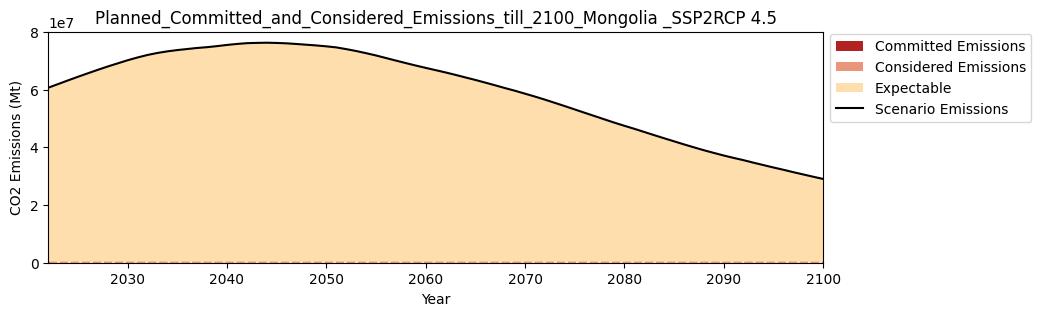 Planned_Committed_and_Considered_Emissions_till_2100_Mongolia _SSP2RCP 4.5
1e7
8
6
4
2
0
CO2 Emissions (Mt)
2030 2040 2050 2060 2070 2080 2090 2100
Year
Committed Emissions
Considered Emissions
Expectable
Scenario Emissions